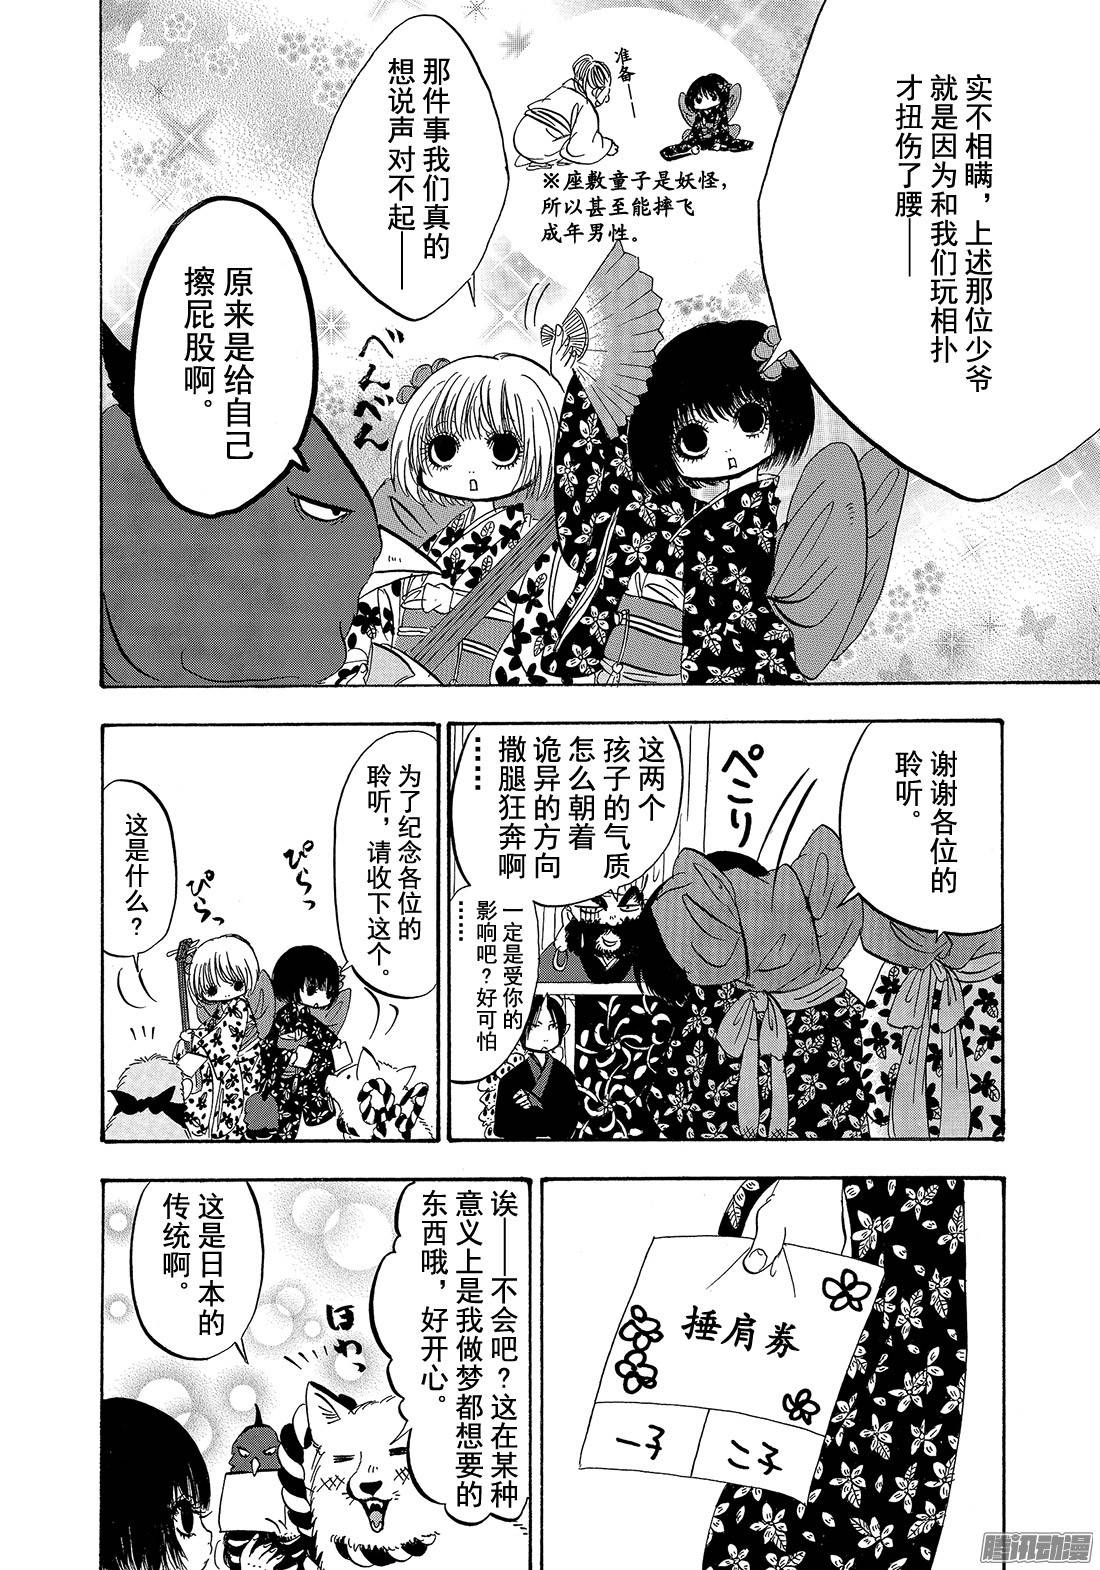 实不相瞒，上述那位少爷
就是因为和我们玩相扑
才扭伤了腰——
准备——
※座敷童子是妖怪，
所以甚至能摔飞
成年男性。
那件事我们真的
想说声对不起——
べんべん
原来是给自己
擦屁股啊。
谢谢各位的
聆听。
ぺこり
这两个
孩子的气质
怎么朝着
诡异的方向
撒腿狂奔啊
……
一定是受你的
影响吧？好可怕
……
为了纪念各位的
聆听，请收下这个。
ぴらっ
ぴらっ
这是什么？
捶肩券
一子
二子
诶——不会吧？这在某种
意义上是我做梦都想要的
东西哦，好开心。
ほわっ
这是日本的
传统啊。
腾讯动漫